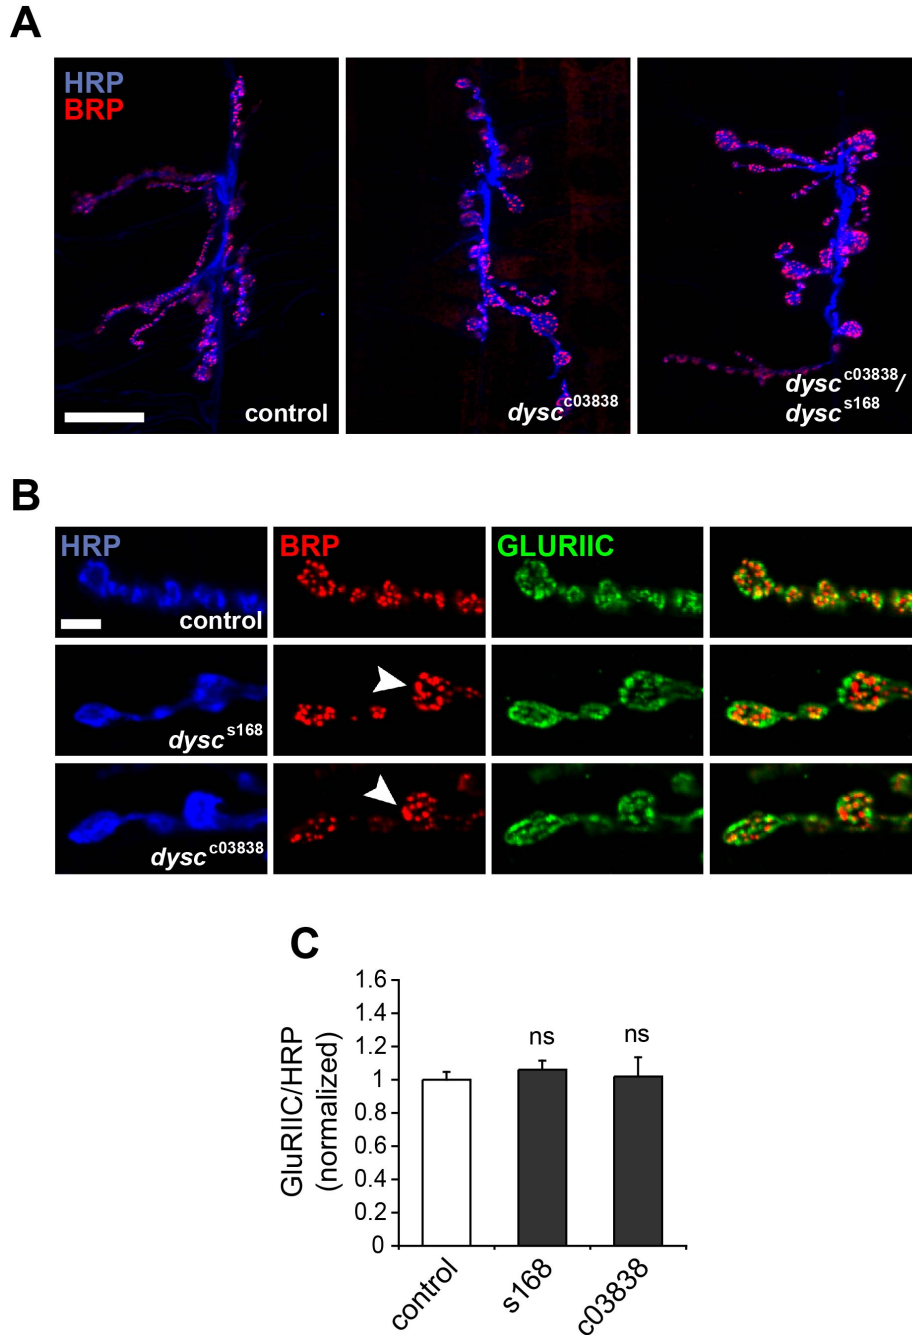 A
HRP
BRP
control
dysc c03838
dysc c03838/
dysc s168
B
HRP
BRP
GLURIIC
control
dysc s168
dysc c03838
C
GluRIIC/HRP
(normalized)
1.6
1.4
1.2
1
0.8
0.6
0.4
0.2
0
ns
ns
control
s168
c03838